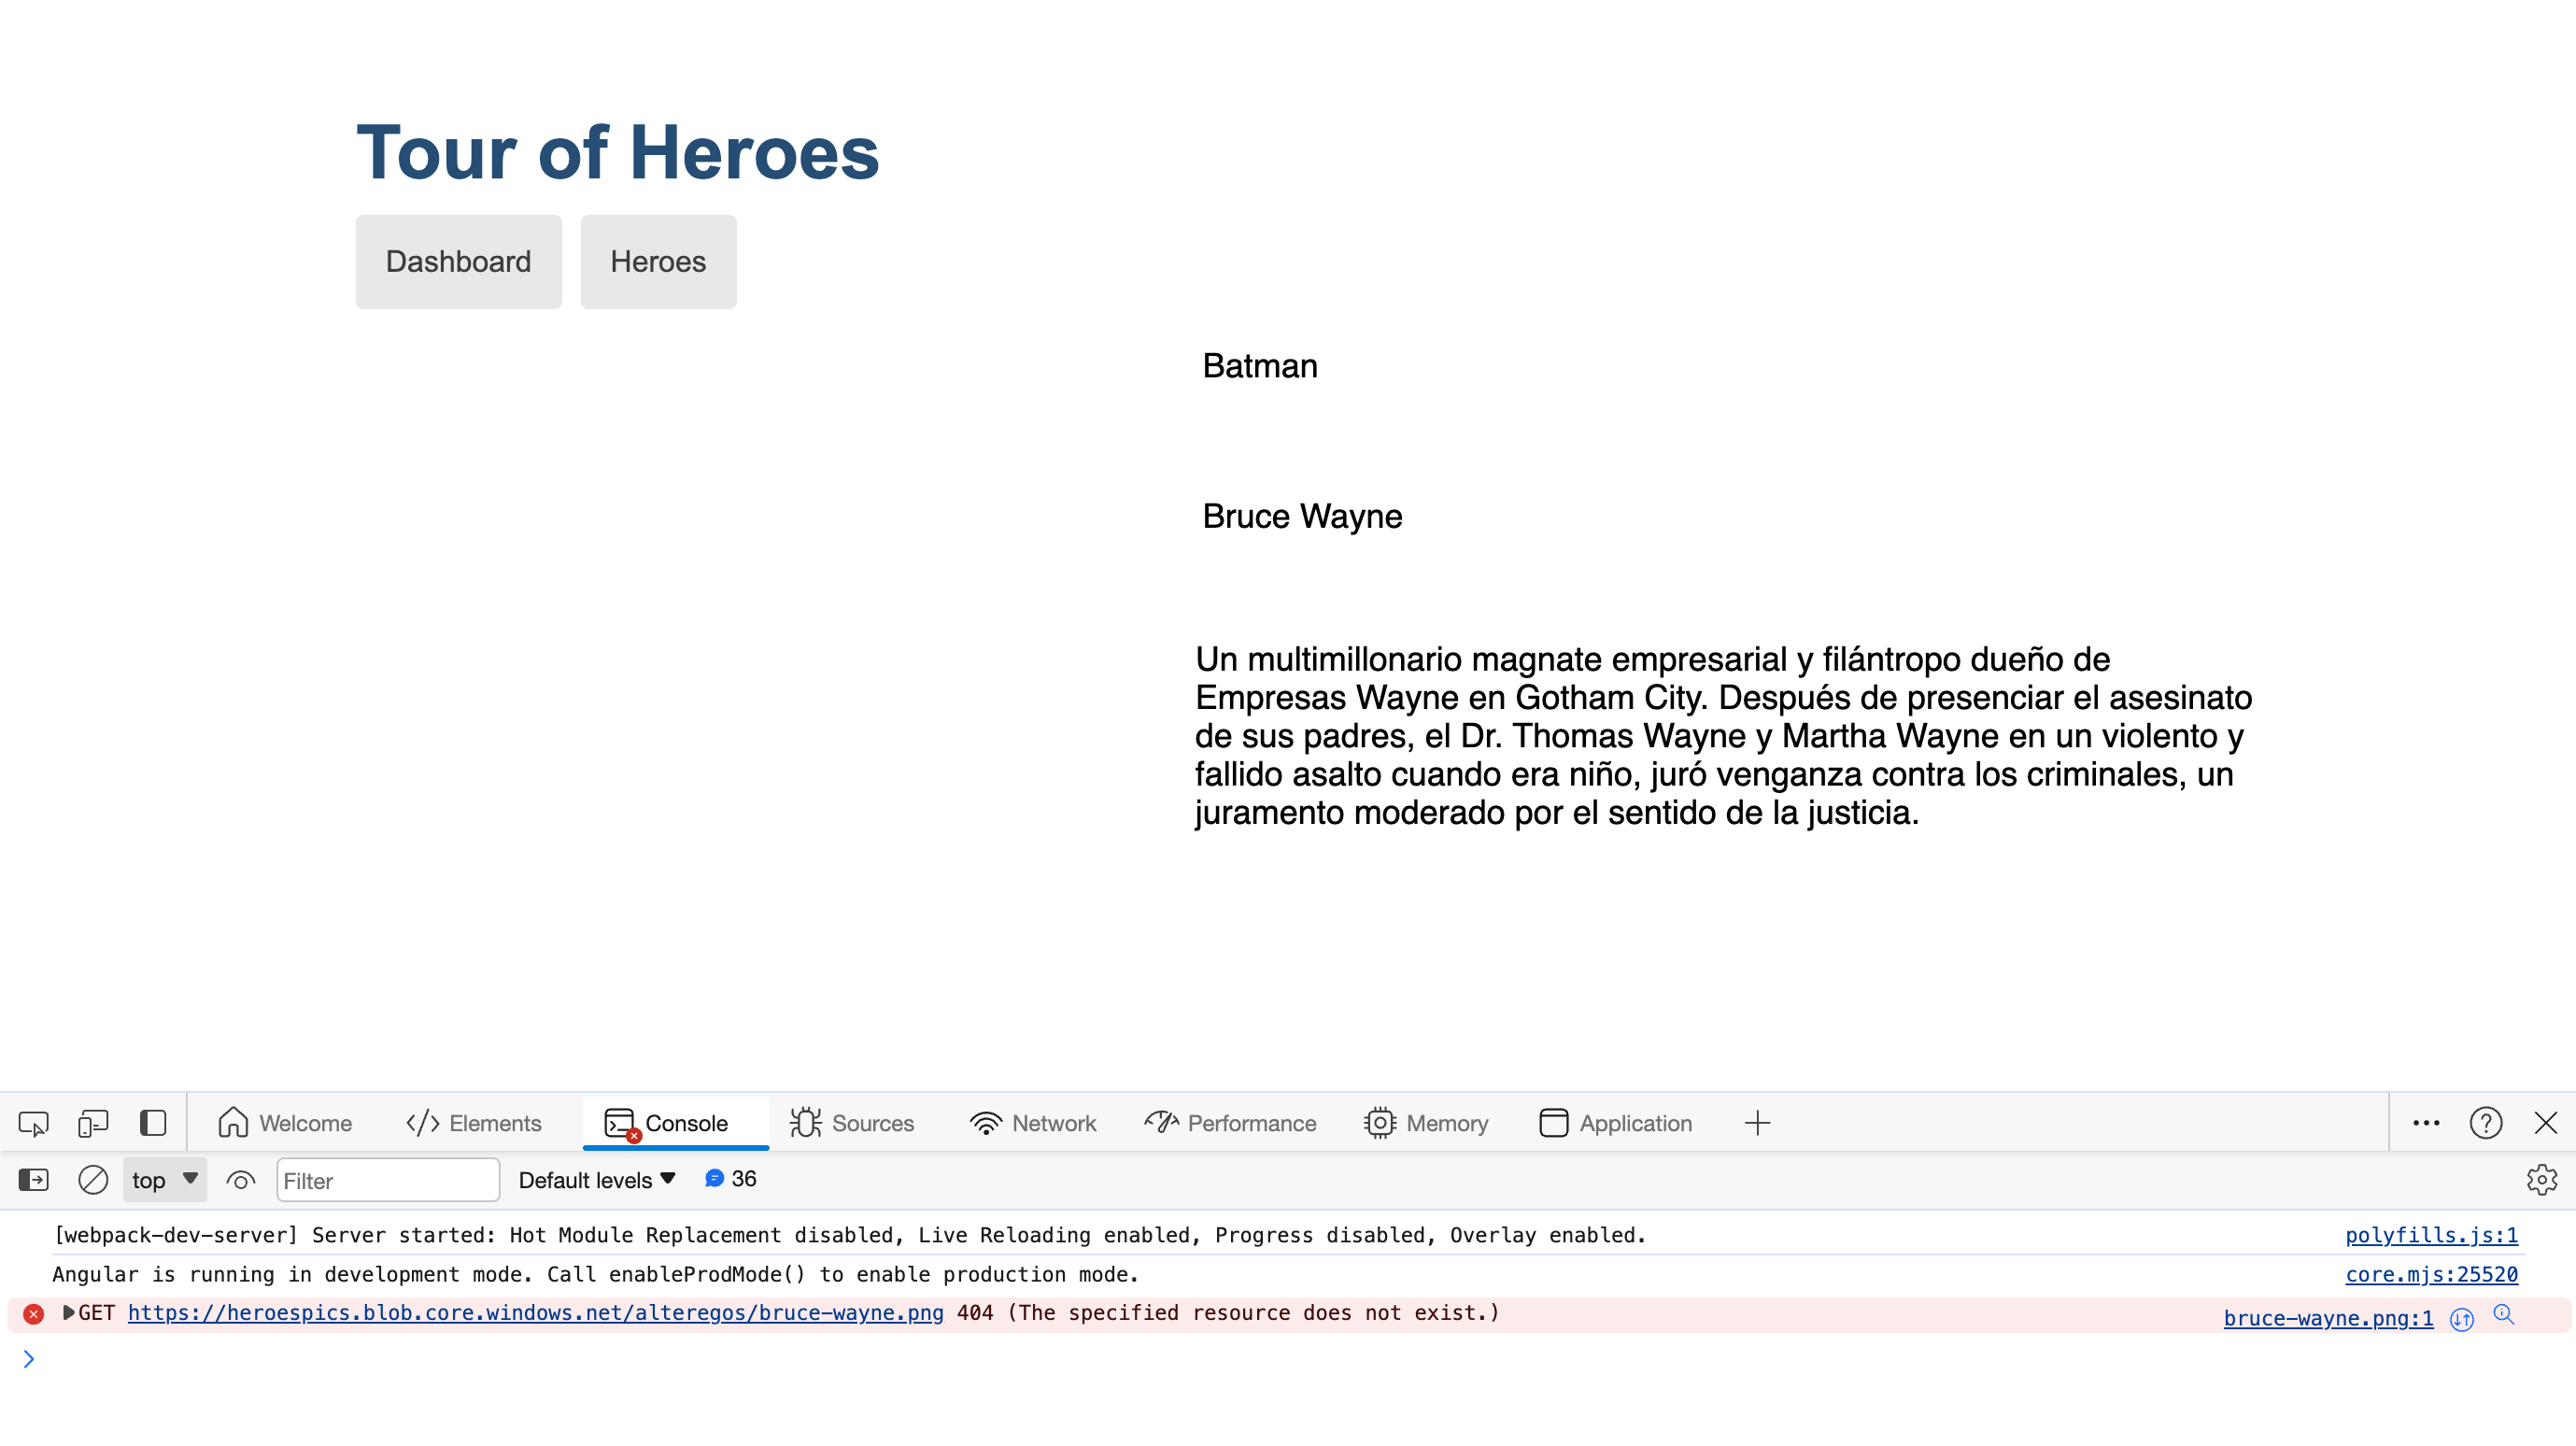 Tour of Heroes
Dashboard Heroes
Batman
Bruce Wayne
Un multimillonario magnate empresarial y filántropo dueño de
Empresas Wayne en Gotham City. Después de presenciar el asesinato
de sus padres, el Dr. Thomas Wayne y Martha Wayne en un violento y
fallido asalto cuando era niño, juró venganza contra los criminales, un
juramento moderado por el sentido de la justicia.
Welcome Elements Console Sources Network Performance Memory Application
top Filter Default levels 36
[webpack-dev-server] Server started: Hot Module Replacement disabled, Live Reloading enabled, Progress disabled, Overlay enabled. polyfills.js:1
Angular is running in development mode. Call enableProdMode() to enable production mode. core.mjs:25520
GET https://heroespics.blob.core.windows.net/alteregos/bruce-wayne.png 404 (The specified resource does not exist.) bruce-wayne.png:1